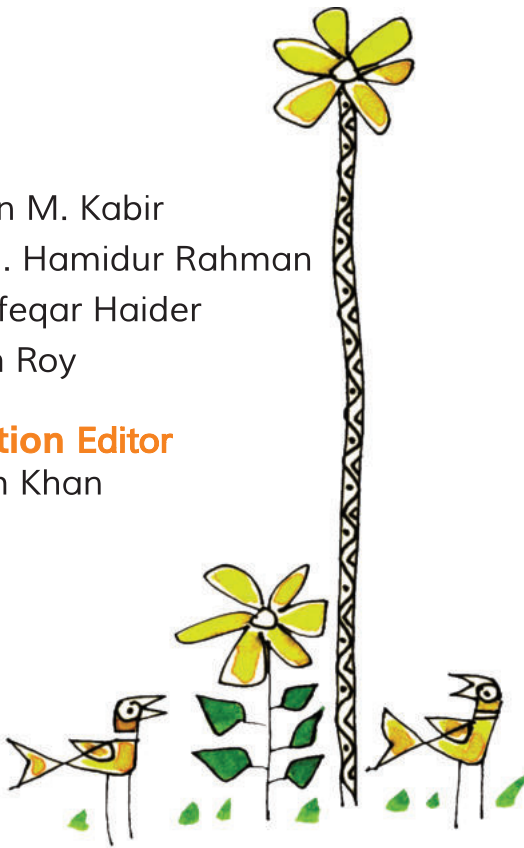 n M. Kabir
. Hamidur Rahman
feqar Haider
n Roy
tion Editor
n Khan